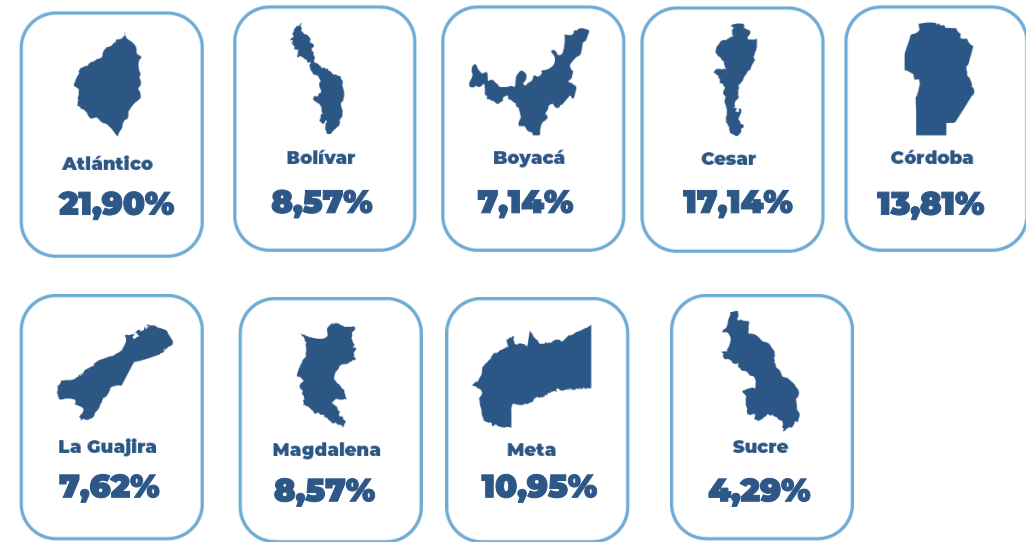 Atlántico
21,90%
Bolívar
8,57%
Boyacá
7,14%
Cesar
17,14%
Córdoba
13,81%
La Guajira
7,62%
Magdalena
8,57%
Meta
10,95%
Sucre
4,29%